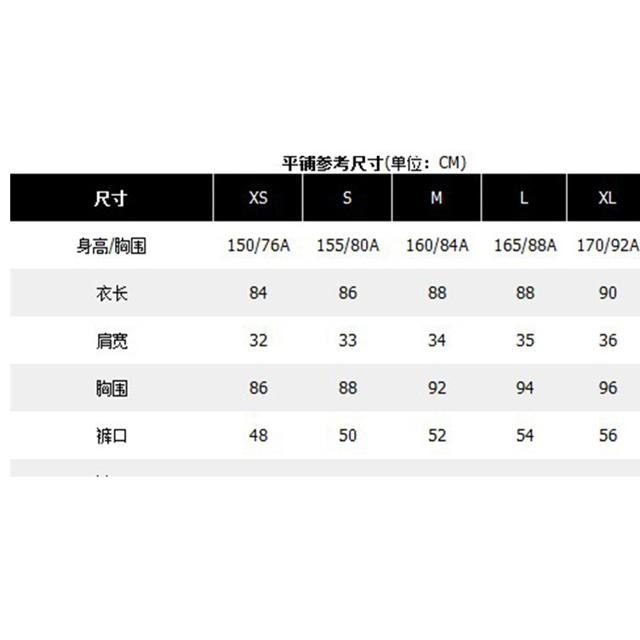 平铺参考尺寸(单位：CM)
尺寸 XS S M L XL
身高/胸围 150/76A 155/80A 160/84A 165/88A 170/92A
衣长 84 86 88 88 90
肩宽 32 33 34 35 36
胸围 86 88 92 94 96
裤口 48 50 52 54 56